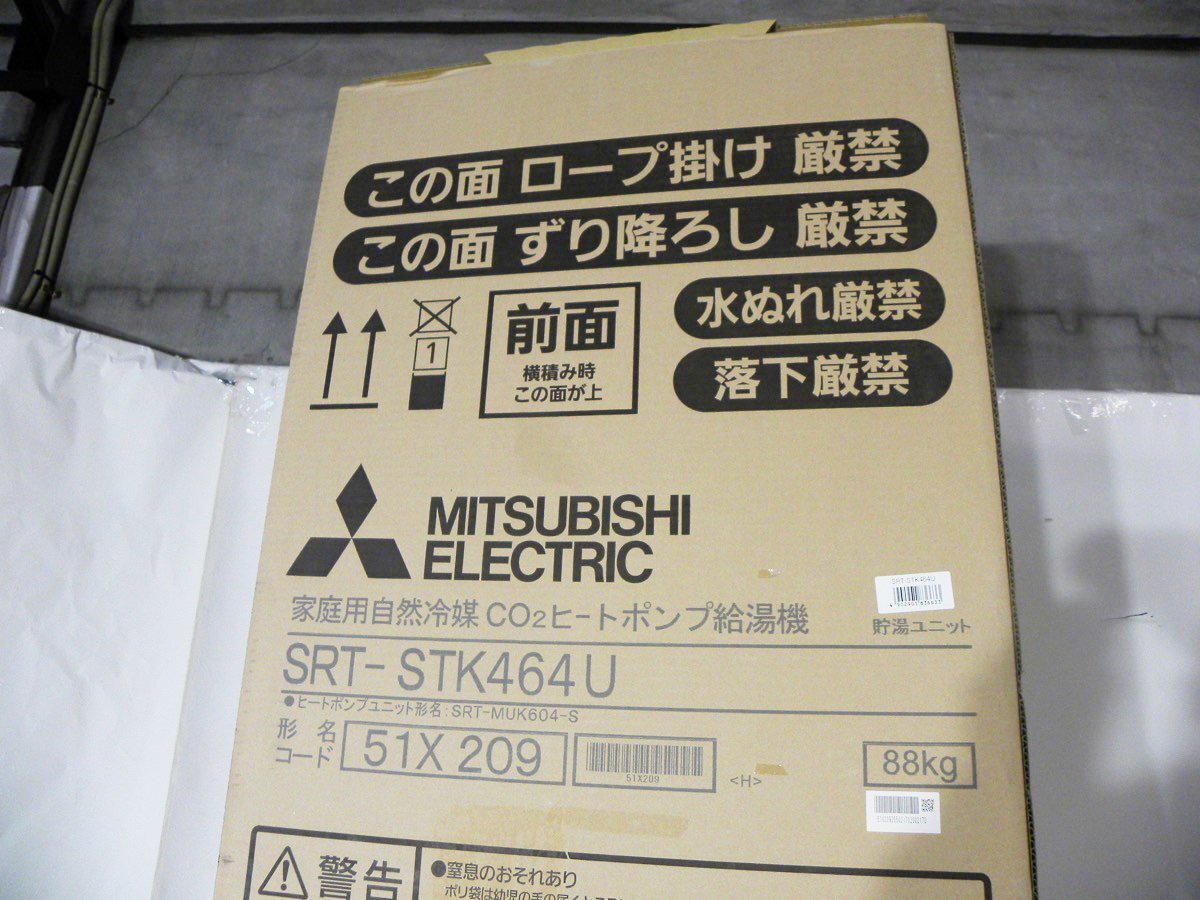 この面 ロープ掛け 厳禁
この面 ずり降ろし 厳禁
水ぬれ厳禁
落下厳禁
1
前面
横積み時
この面が上
MITSUBISHI
ELECTRIC
SRT-STK464U
家庭用自然冷媒 CO2ヒートポンプ給湯機
貯湯ユニット
SRT- STK464U
●ヒートポンプユニット形名:SRT-MUK604-S
形 名
コード
51X 209
51X209
<H>
88kg
警告
●窒息のおそれあり